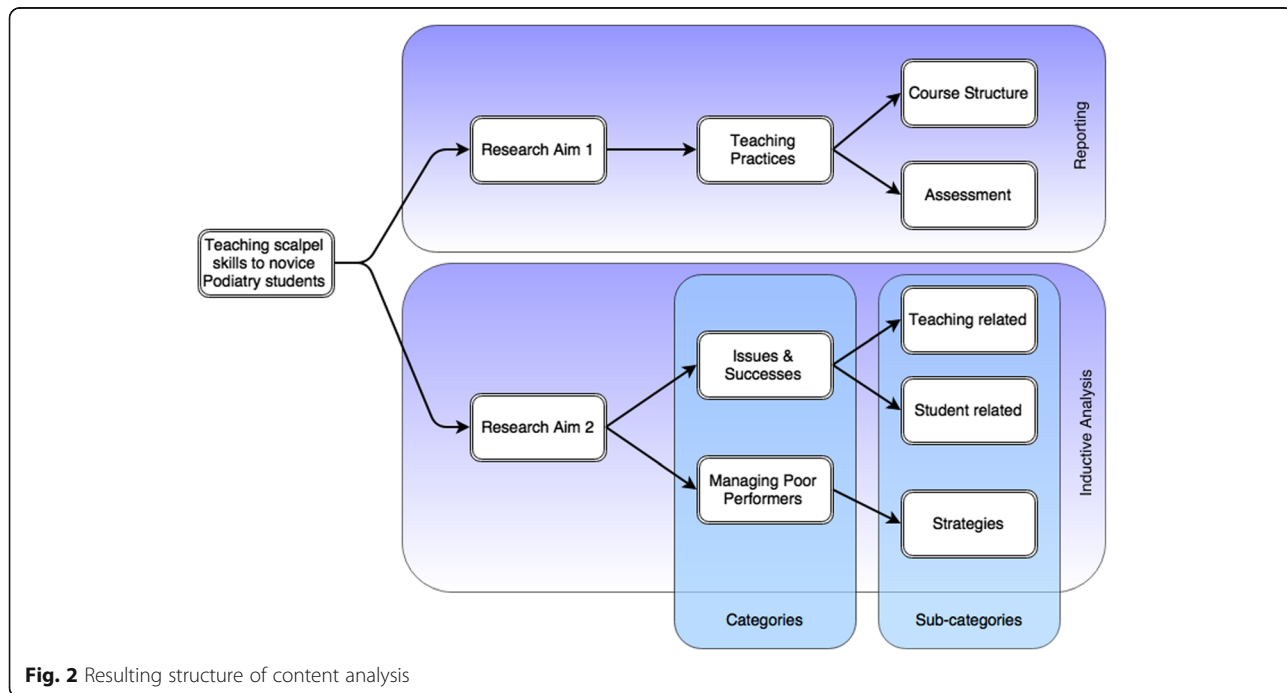 Course Structure
Research Aim 1
Teaching
Practices
Reporting
Assessment
Teaching scalpel
skills to novice
Podiatry students
Teaching related
Issues &
Successes
Student related
Research Aim 2
Inductive Analysis
Managing Poor
Performers
Strategies
Categories
Sub-categories
Fig. 2 Resulting structure of content analysis